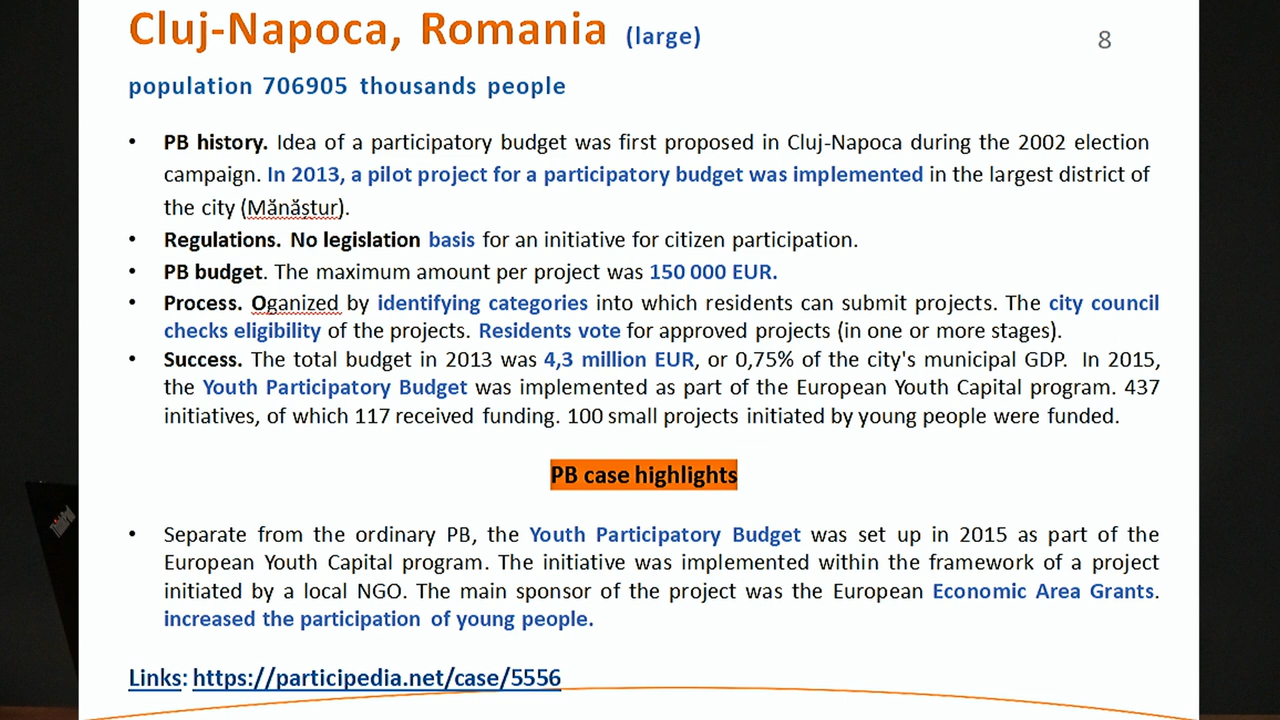 Cluj-Napoca, Romania (large)
8
population 706905 thousands people
• PB history. Idea of a participatory budget was first proposed in Cluj-Napoca during the 2002 election
campaign. In 2013, a pilot project for a participatory budget was implemented in the largest district of
the city (Mănăștur).
• Regulations. No legislation basis for an initiative for citizen participation.
• PB budget. The maximum amount per project was 150 000 EUR.
• Process. Oganized by identifying categories into which residents can submit projects. The city council
checks eligibility of the projects. Residents vote for approved projects (in one or more stages).
• Success. The total budget in 2013 was 4,3 million EUR, or 0,75% of the city's municipal GDP. In 2015,
the Youth Participatory Budget was implemented as part of the European Youth Capital program. 437
initiatives, of which 117 received funding. 100 small projects initiated by young people were funded.
PB case highlights
• Separate from the ordinary PB, the Youth Participatory Budget was set up in 2015 as part of the
European Youth Capital program. The initiative was implemented within the framework of a project
initiated by a local NGO. The main sponsor of the project was the European Economic Area Grants.
increased the participation of young people.
Links: https://participedia.net/case/5556
ThinkPad